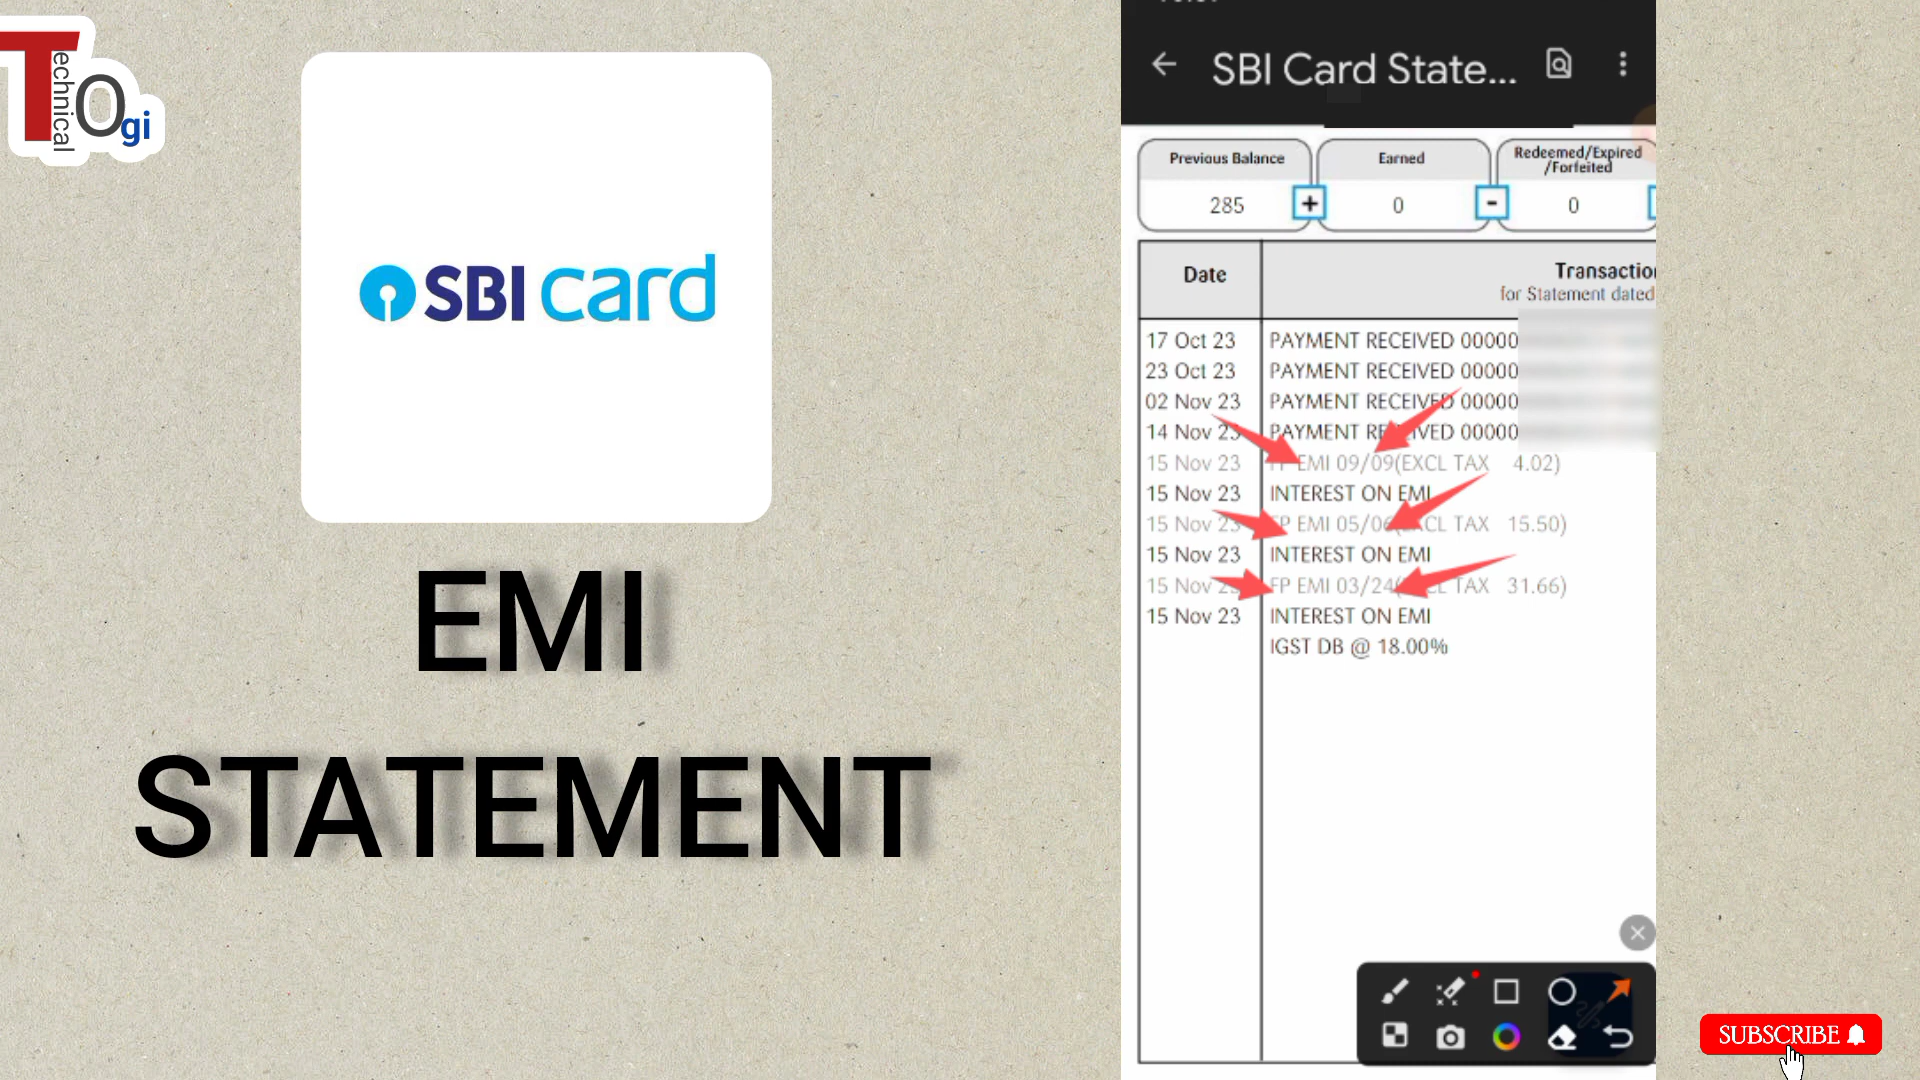 Technical Ogi
SBI card
EMI
STATEMENT
SBI Card State...
Previous Balance
Earned
Redeemed/Expired
/Forfeited
285
+
0
-
0
Date
Transactio
for Statement dated
17 Oct 23 PAYMENT RECEIVED 00000
23 Oct 23 PAYMENT RECEIVED 00000
02 Nov 23 PAYMENT RECEIVED 00000
14 Nov 23 PAYMENT RECEIVED 00000
15 Nov 23 FP EMI 09/09(EXCL TAX 4.02)
15 Nov 23 INTEREST ON EMI
15 Nov 23 FP EMI 05/06(EXCL TAX 15.50)
15 Nov 23 INTEREST ON EMI
15 Nov 23 FP EMI 03/24(EXCL TAX 31.66)
15 Nov 23 INTEREST ON EMI
IGST DB @ 18.00%
SUBSCRIBE